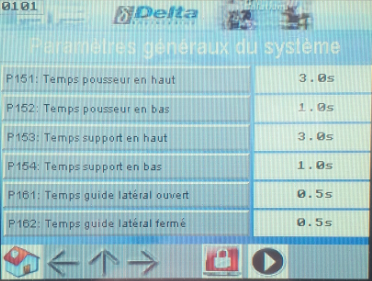 0101
Delta
Paramètres généraux du système
P151: Temps pousseur en haut 3.0s
P152: Temps pousseur en bas 1.0s
P153: Temps support en haut 3.0s
P154: Temps support en bas 1.0s
P161: Temps guide latéral ouvert 0.5s
P162: Temps guide latéral fermé 0.5s